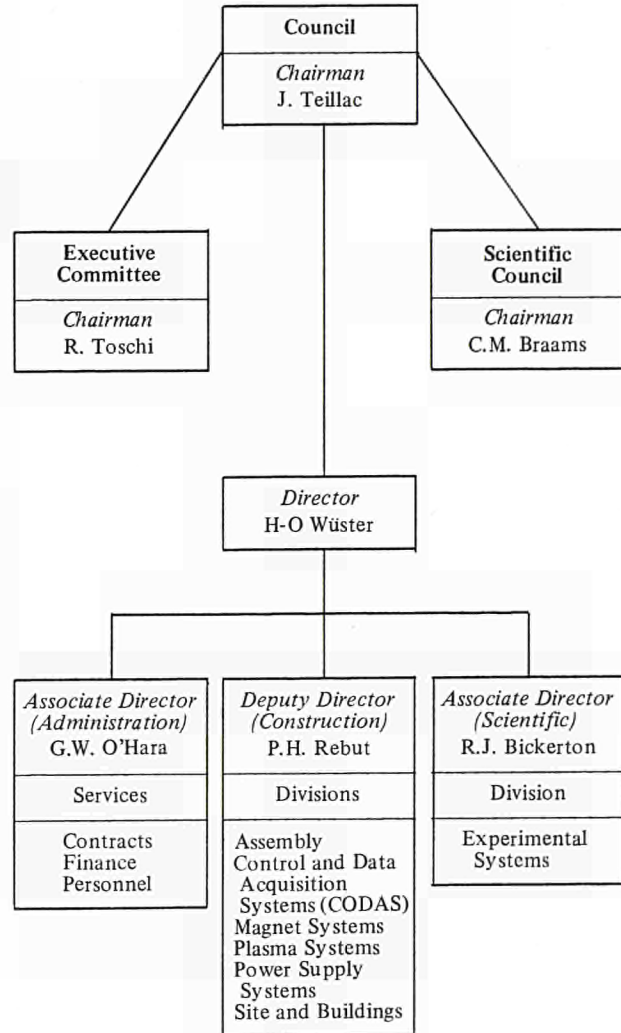 Council
Chairman
J. Teillac
Executive
Committee
Chairman
R. Toschi
Scientific
Council
Chairman
C.M. Braams
Director
H-O Wüster
Associate Director
(Administration)
G.W. O'Hara
Services
Contracts
Finance
Personnel
Deputy Director
(Construction)
P.H. Rebut
Divisions
Assembly
Control and Data
Acquisition
Systems (CODAS)
Magnet Systems
Plasma Systems
Power Supply
Systems
Site and Buildings
Associate Director
(Scientific)
R.J. Bickerton
Division
Experimental
Systems